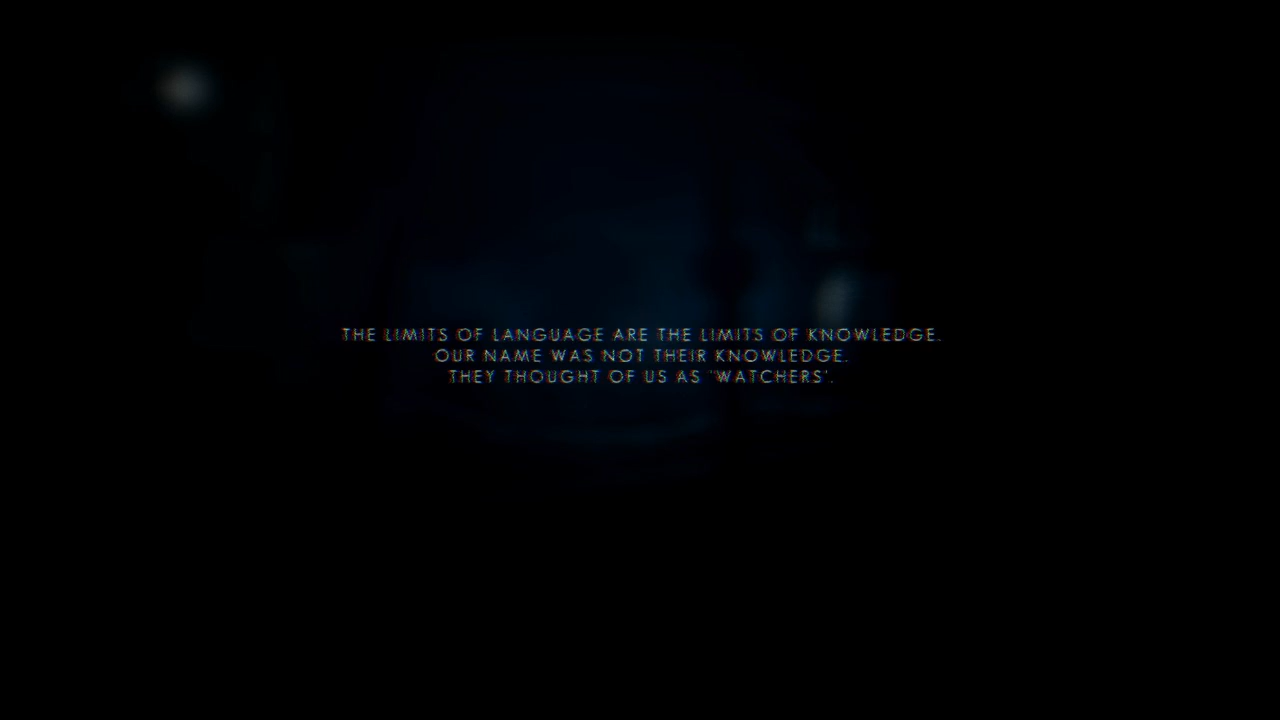 THE LIMITS OF LANGUAGE ARE THE LIMITS OF KNOWLEDGE.
OUR NAME WAS NOT THEIR KNOWLEDGE.
THEY THOUGHT OF US AS 'WATCHERS'.